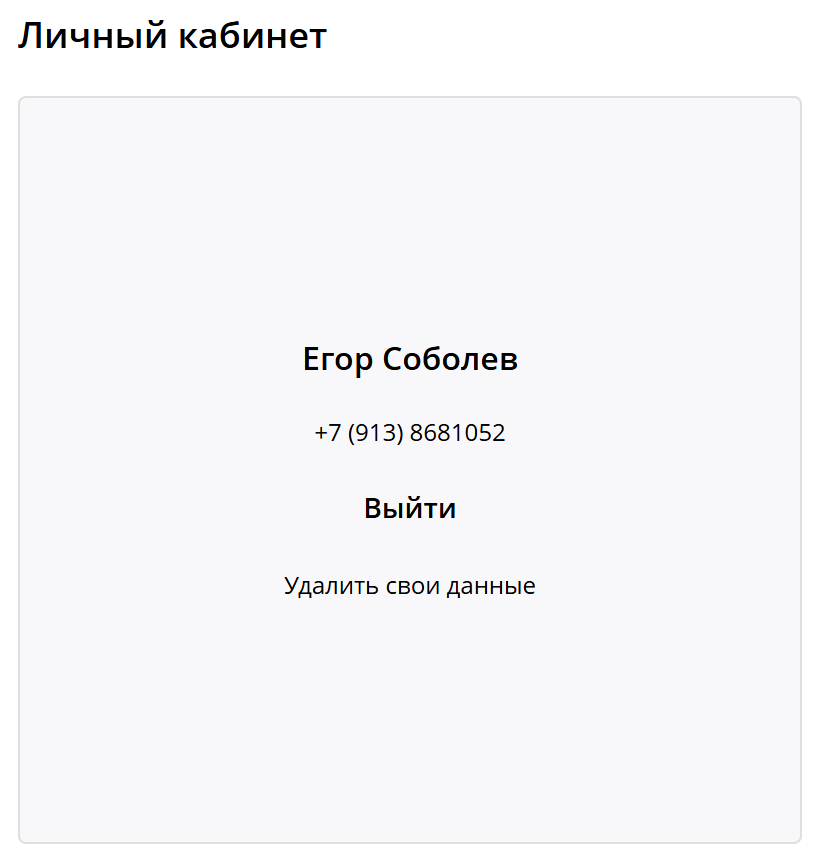 Личный кабинет
Егор Соболев
+7 (913) 8681052
Выйти
Удалить свои данные